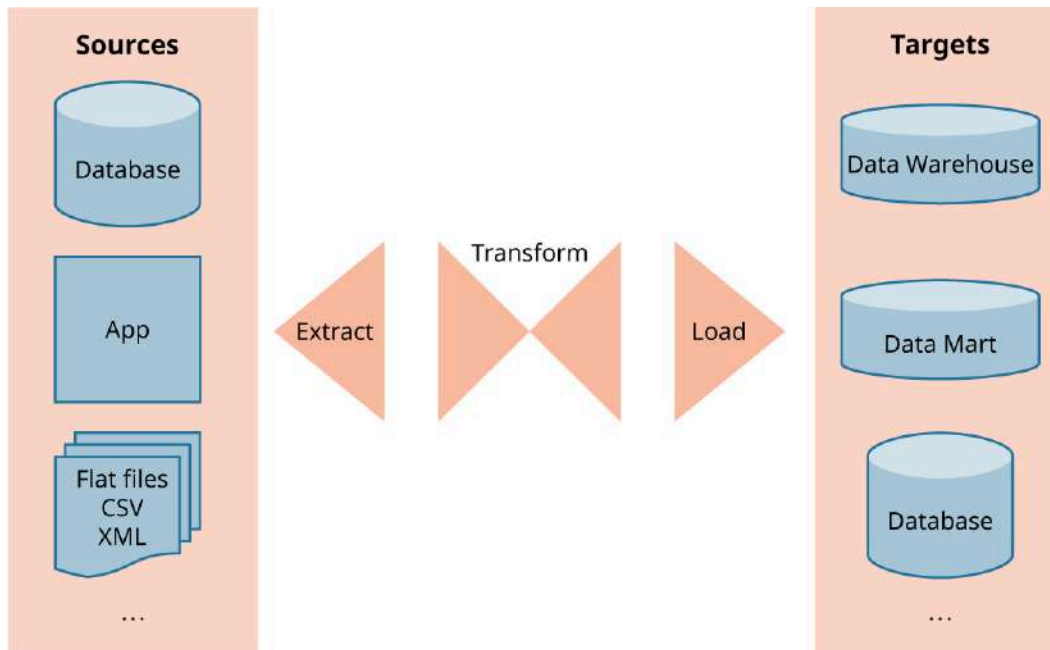 Sources
Database
App
Flat files
CSV
XML
...
Extract
Transform
Load
Targets
Data Warehouse
Data Mart
Database
...